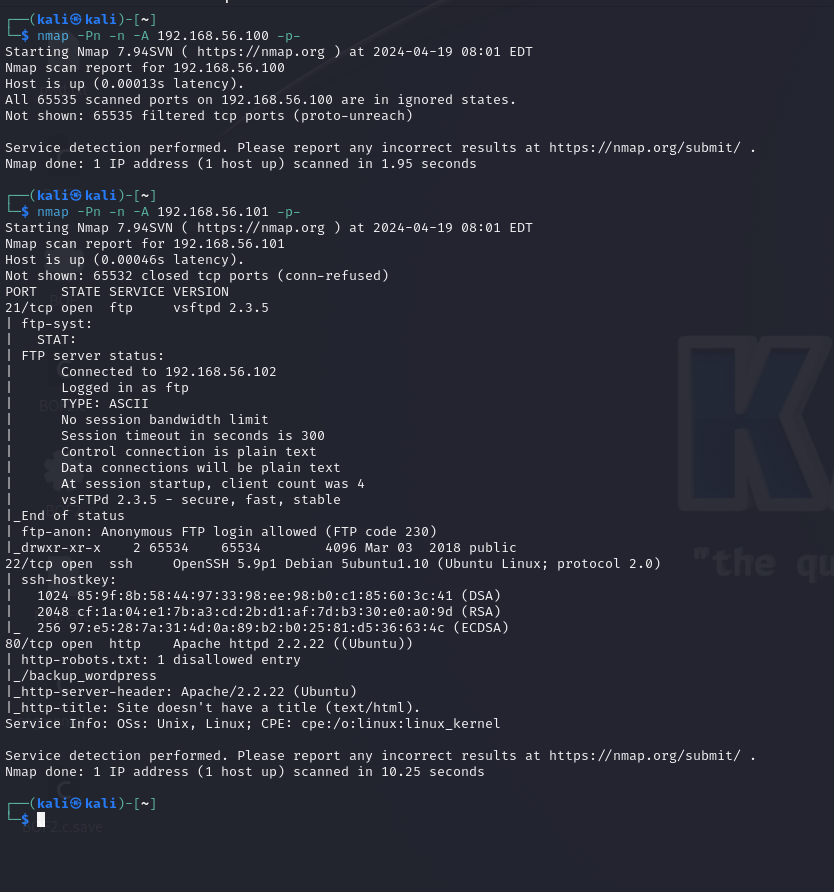 ┌──(kali㉿kali)-[~]
└─$ nmap -Pn -n -A 192.168.56.100 -p-
Starting Nmap 7.94SVN ( https://nmap.org ) at 2024-04-19 08:01 EDT
Nmap scan report for 192.168.56.100
Host is up (0.00013s latency).
All 65535 scanned ports on 192.168.56.100 are in ignored states.
Not shown: 65535 filtered tcp ports (proto-unreach)

Service detection performed. Please report any incorrect results at https://nmap.org/submit/ .
Nmap done: 1 IP address (1 host up) scanned in 1.95 seconds

┌──(kali㉿kali)-[~]
└─$ nmap -Pn -n -A 192.168.56.101 -p-
Starting Nmap 7.94SVN ( https://nmap.org ) at 2024-04-19 08:01 EDT
Nmap scan report for 192.168.56.101
Host is up (0.00046s latency).
Not shown: 65532 closed tcp ports (conn-refused)
PORT   STATE SERVICE VERSION
21/tcp open  ftp     vsftpd 2.3.5
| ftp-syst:
|   STAT:
| FTP server status:
|      Connected to 192.168.56.102
|      Logged in as ftp
|      TYPE: ASCII
|      No session bandwidth limit
|      Session timeout in seconds is 300
|      Control connection is plain text
|      Data connections will be plain text
|      At session startup, client count was 4
|      vsFTPd 2.3.5 - secure, fast, stable
|_End of status
| ftp-anon: Anonymous FTP login allowed (FTP code 230)
|_drwxr-xr-x    2 65534    65534        4096 Mar 03  2018 public
22/tcp open  ssh     OpenSSH 5.9p1 Debian 5ubuntu1.10 (Ubuntu Linux; protocol 2.0)
| ssh-hostkey:
|   1024 85:9f:8b:58:44:97:33:98:ee:98:b0:c1:85:60:3c:41 (DSA)
|   2048 cf:1a:04:e1:7b:a3:cd:2b:d1:af:7d:b3:30:e0:a0:9d (RSA)
|_  256 97:e5:28:7a:31:4d:0a:89:b2:b0:25:81:d5:36:63:4c (ECDSA)
80/tcp open  http    Apache httpd 2.2.22 ((Ubuntu))
| http-robots.txt: 1 disallowed entry
|_/backup_wordpress
|_http-server-header: Apache/2.2.22 (Ubuntu)
|_http-title: Site doesn't have a title (text/html).
Service Info: OSs: Unix, Linux; CPE: cpe:/o:linux:linux_kernel

Service detection performed. Please report any incorrect results at https://nmap.org/submit/ .
Nmap done: 1 IP address (1 host up) scanned in 10.25 seconds

┌──(kali㉿kali)-[~]
└─$
"the